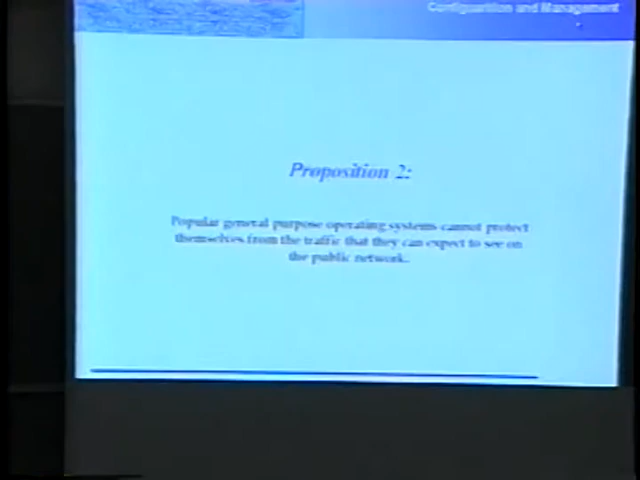 Configuration and Management
Proposition 2:
Popular general purpose operating systems cannot protect
themselves from the traffic that they can expect to see on
the public network.